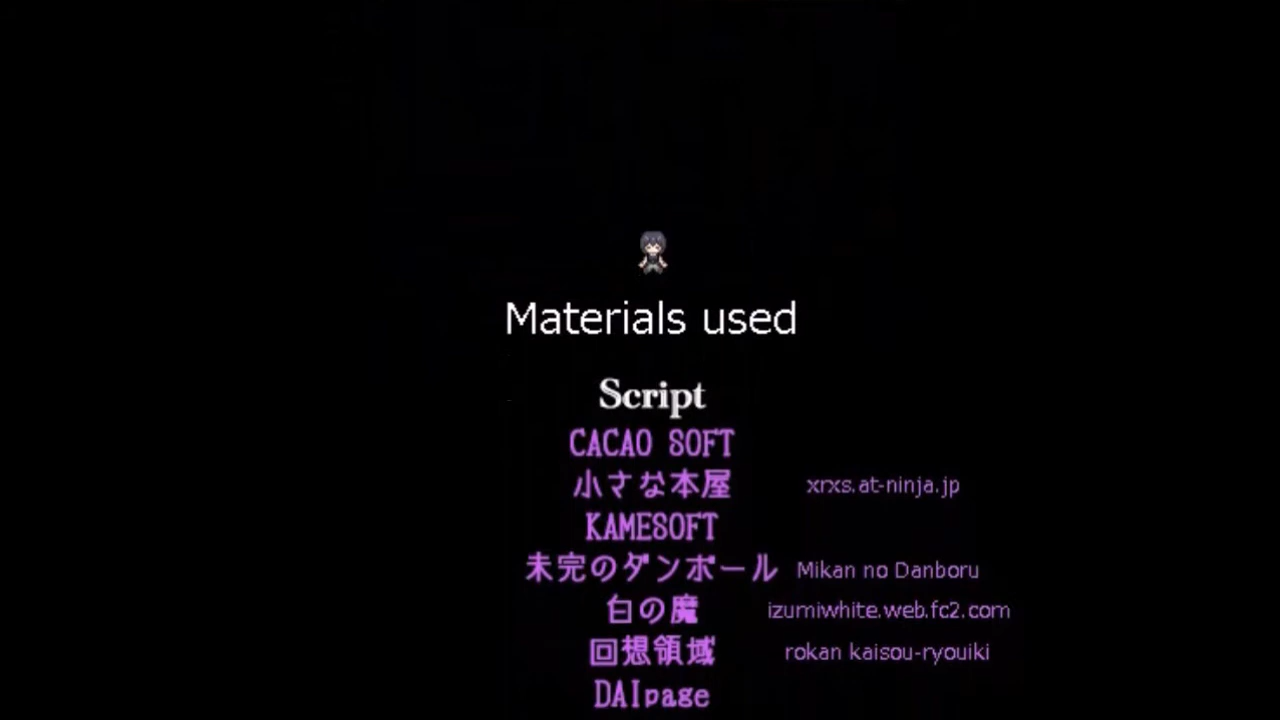 Materials used
Script
CACAO SOFT
小さな本屋 xrxs.at-ninja.jp
KAMESOFT
未完のダンボール Mikan no Danboru
白の魔 izumiwhite.web.fc2.com
回想領域 rokan kaisou-ryouiki
DAIpage